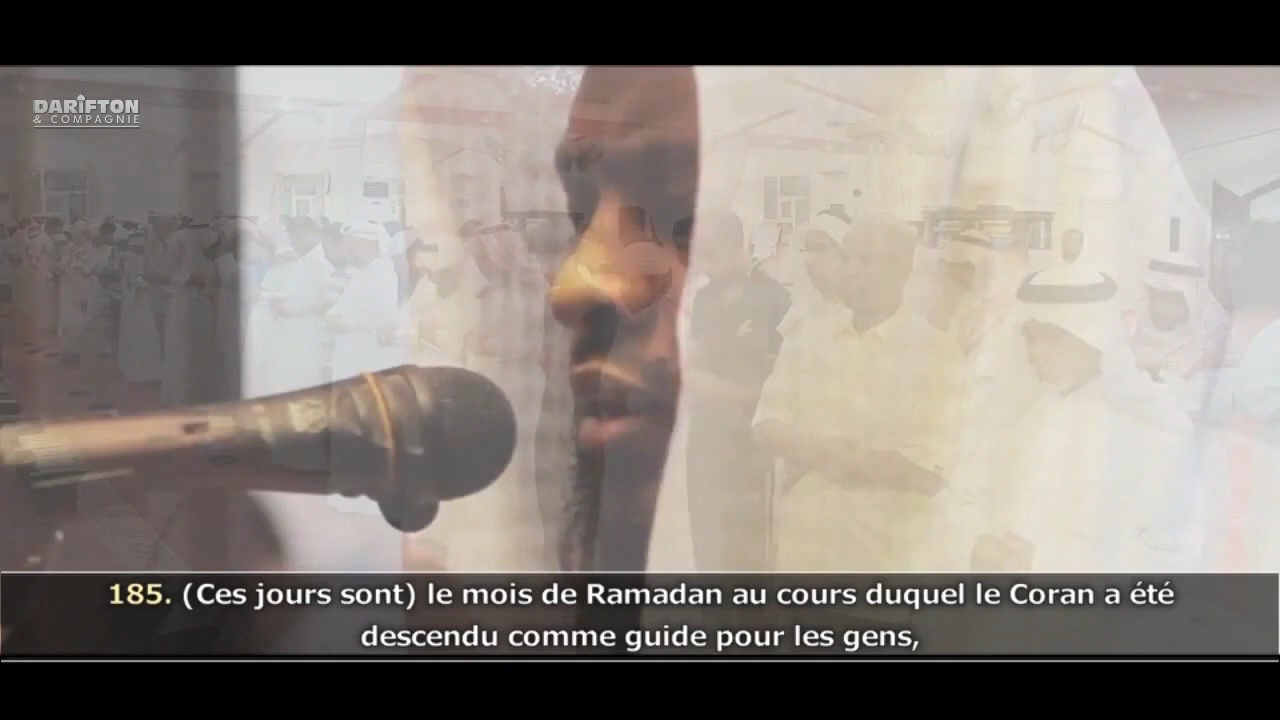 DARIFTON
& COMPAGNIE
185. (Ces jours sont) le mois de Ramadan au cours duquel le Coran a été
descendu comme guide pour les gens,